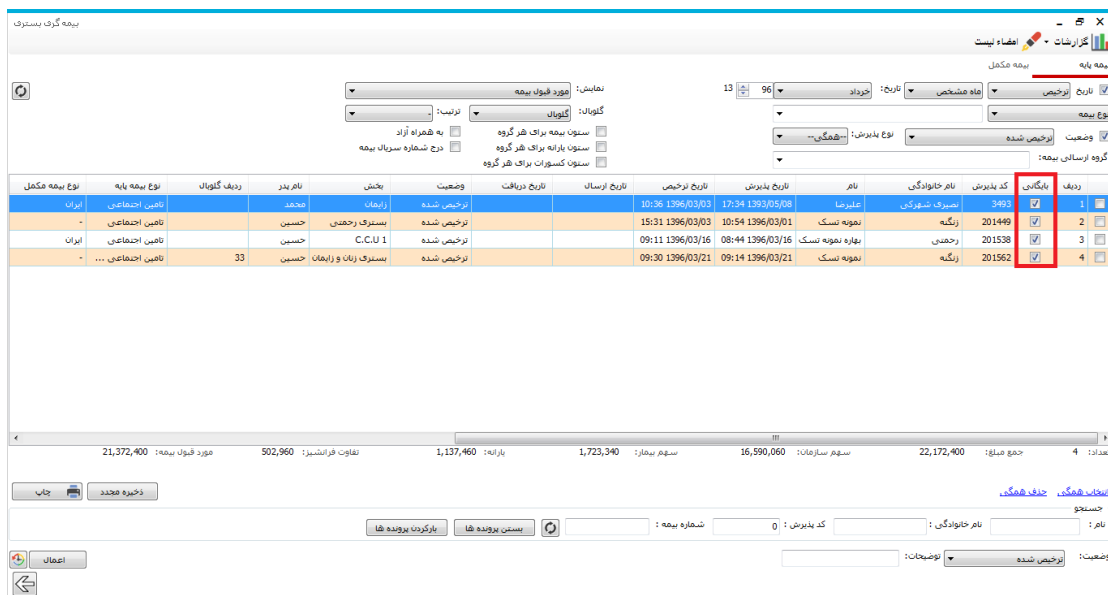 بیمه گری بستری
گزارشات امضاء لیست
بیمه پایه بیمه مکمل
تاریخ ترخیص ماه مشخص تاریخ: خرداد 96 13 نمایش: مورد قبول بیمه
نوع بیمه گلوبال: گلوبال ترتیب: -
وضعیت ترخیص شده نوع پذیرش: --همگی-- ستون بیمه برای هر گروه به همراه آزاد
ستون یارانه برای هر گروه درج شماره سریال بیمه
گروه ارسالی بیمه: ستون کسورات برای هر گروه
ردیف بایگانی کد پذیرش نام خانوادگی نام تاریخ پذیرش تاریخ ترخیص تاریخ ارسال تاریخ دریافت وضعیت بخش نام پدر ردیف گلوبال نوع بیمه پایه نوع بیمه مکمل
1 3493 نصیری شهرکی علیرضا 1393/05/08 17:34 1396/03/03 10:36 ترخیص شده زایمان محمد تامین اجتماعی ایران
2 201449 زنگنه نمونه تسک 1396/03/01 10:54 1396/03/03 15:31 ترخیص شده بستری رحمتی حسین تامین اجتماعی -
3 201538 رحمتی بهاره نمونه تسک 1396/03/16 08:44 1396/03/16 09:11 ترخیص شده C.C.U 1 حسین تامین اجتماعی ایران
4 201562 زنگنه نمونه تسک 1396/03/21 09:14 1396/03/21 09:30 ترخیص شده بستری زنان و زایمان حسین 33 تامین اجتماعی ... -
تعداد: 4 جمع مبلغ: 22,172,400 سهم سازمان: 16,590,060 سهم بیمار: 1,723,340 یارانه: 1,137,460 تفاوت فرانشیز: 502,960 مورد قبول بیمه: 21,372,400
انتخاب همگی حذف همگی ذخیره مجدد چاپ
جستجو
نام : نام خانوادگی : کد پذیرش : 0 شماره بیمه : بستن پرونده ها بازکردن پرونده ها
وضعیت: ترخیص شده توضیحات: اعمال